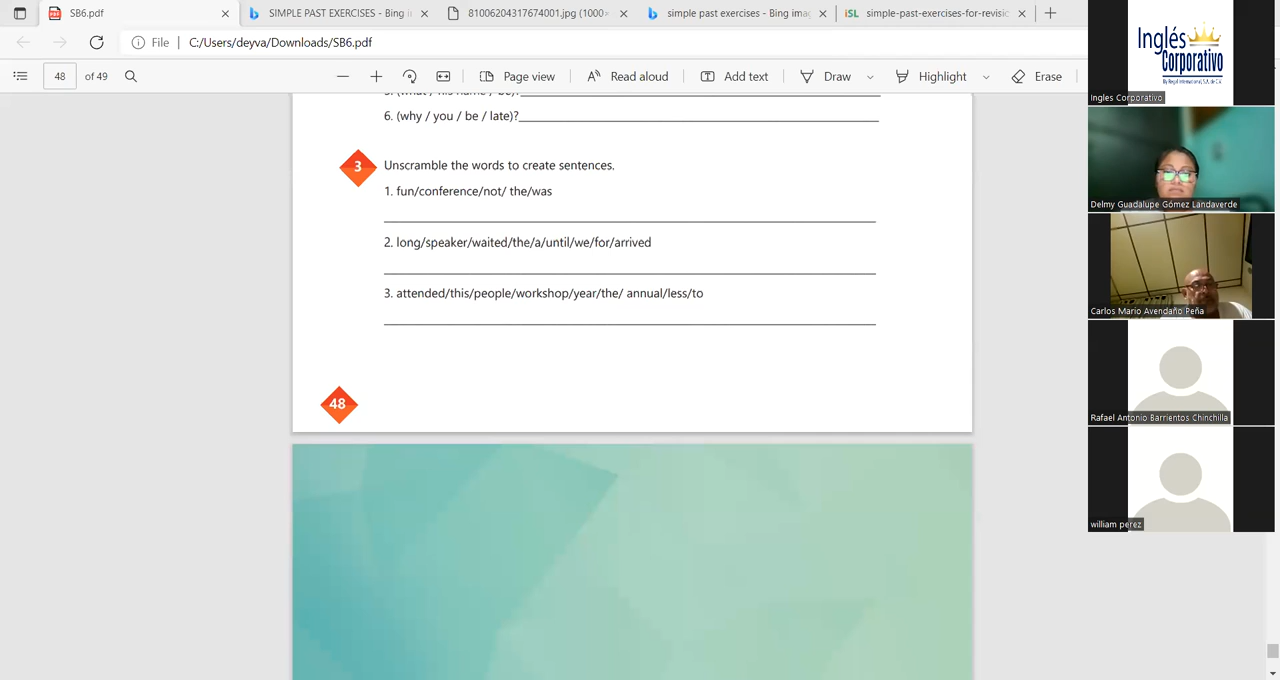 SB6.pdf
SIMPLE PAST EXERCISES - Bing i
81006204317674001.jpg (1000×
simple past exercises - Bing ima
iSL simple-past-exercises-for-revisi
File C:/Users/deyva/Downloads/SB6.pdf
48 of 49
Page view
Read aloud
Add text
Draw
Highlight
Erase
6. (why / you / be / late)?
3 Unscramble the words to create sentences.
1. fun/conference/not/ the/was
2. long/speaker/waited/the/a/until/we/for/arrived
3. attended/this/people/workshop/year/the/ annual/less/to
48
Inglés
Corporativo
Ingles Corporativo
Delmy Guadalupe Gómez Landaverde
Carlos Mario Avendaño Peña
Rafael Antonio Barrientos Chinchilla
william perez